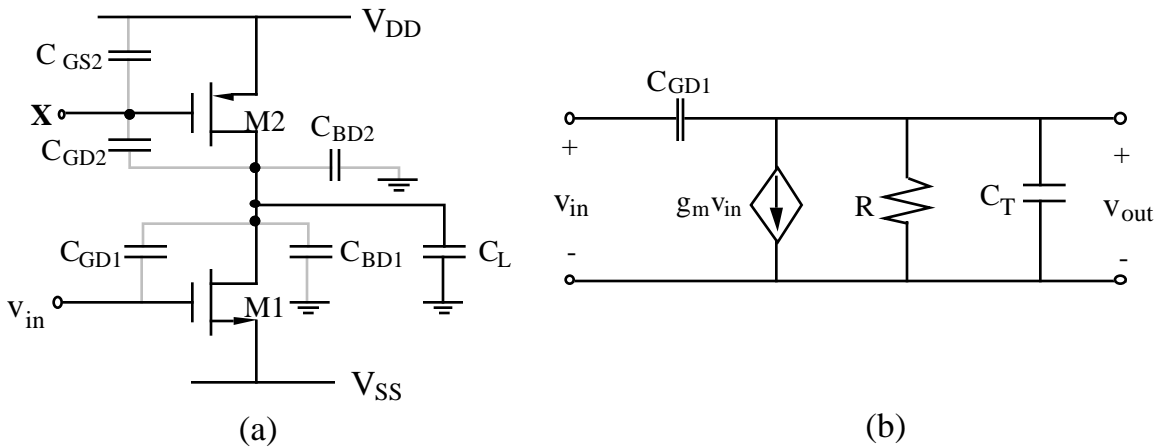 V_DD
C_GS2
X
M2
C_GD2
C_BD2
C_GD1
C_BD1
C_L
v_in
M1
V_SS
(a)
C_GD1
+
v_in
-
g_m v_in
R
C_T
+
v_out
-
(b)